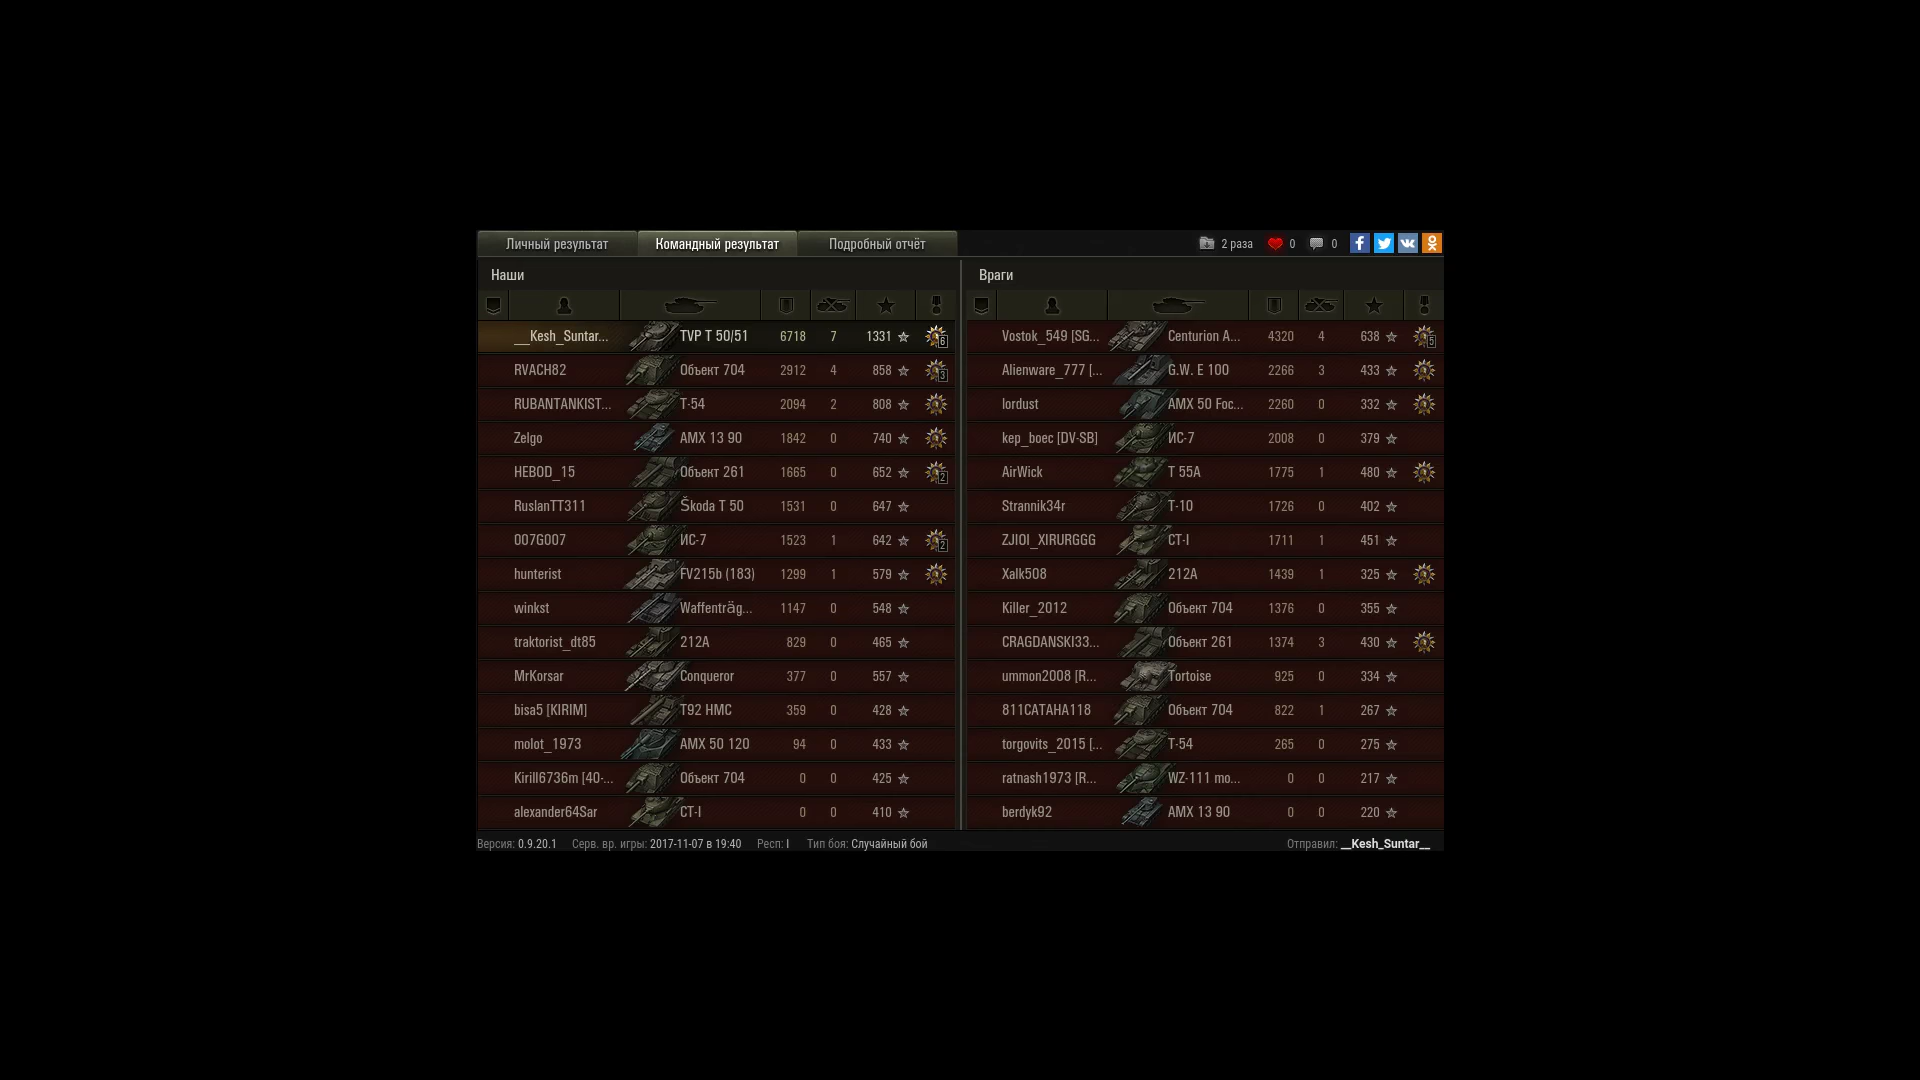 Личный результат Командный результат Подробный отчёт 2 раза 0 0
Наши Враги
__Kesh_Suntar... TVP T 50/51 6718 7 1331 6 Vostok_549 [SG... Centurion A... 4320 4 638 5
RVACH82 Объект 704 2912 4 858 3 Alienware_777 [... G.W. E 100 2266 3 433
RUBANTANKIST... Т-54 2094 2 808 lordust AMX 50 Foc... 2260 0 332
Zelgo AMX 13 90 1842 0 740 kep_boec [DV-SB] ИС-7 2008 0 379
HEBOD_15 Объект 261 1665 0 652 2 AirWick T 55A 1775 1 480
RuslanTT311 Škoda T 50 1531 0 647 Strannik34r Т-10 1726 0 402
007G007 ИС-7 1523 1 642 2 ZJIOI_XIRURGGG СТ-I 1711 1 451
hunterist FV215b (183) 1299 1 579 Xalk508 212А 1439 1 325
winkst Waffenträg... 1147 0 548 Killer_2012 Объект 704 1376 0 355
traktorist_dt85 212А 829 0 465 CRAGDANSKI33... Объект 261 1374 3 430
MrKorsar Conqueror 377 0 557 ummon2008 [R... Tortoise 925 0 334
bisa5 [KIRIM] T92 HMC 359 0 428 811CATAHA118 Объект 704 822 1 267
molot_1973 AMX 50 120 94 0 433 torgovits_2015 [... Т-54 265 0 275
Kirill6736m [40-... Объект 704 0 0 425 ratnash1973 [R... WZ-111 mo... 0 0 217
alexander64Sar СТ-I 0 0 410 berdyk92 AMX 13 90 0 0 220
Версия: 0.9.20.1 Серв. вр. игры: 2017-11-07 в 19:40 Респ: I Тип боя: Случайный бой Отправил: __Kesh_Suntar__